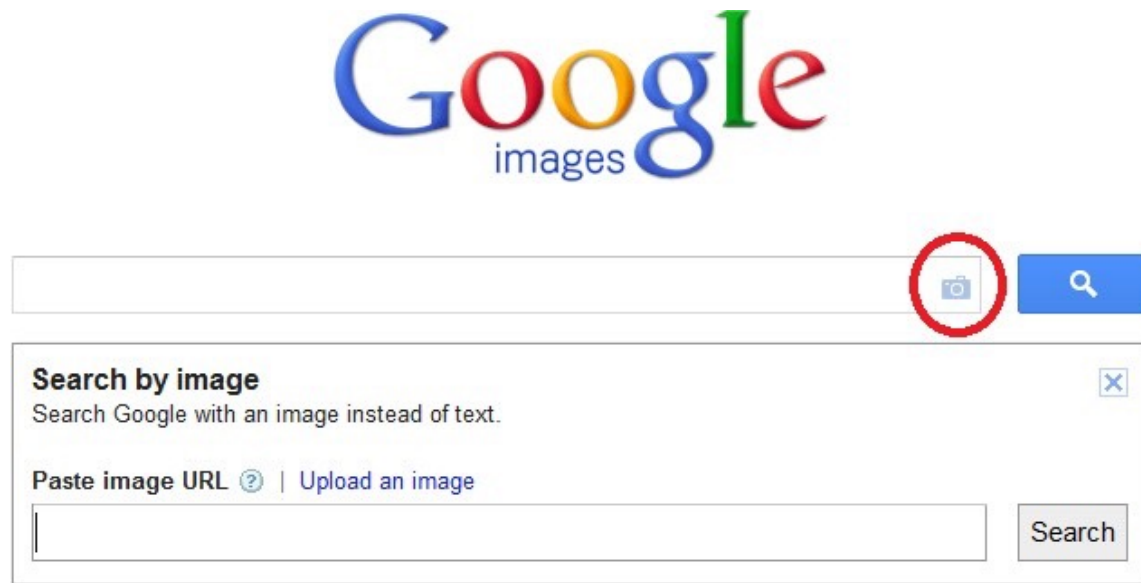 Google
images
Search by image
Search Google with an image instead of text.
Paste image URL ? | Upload an image
Search